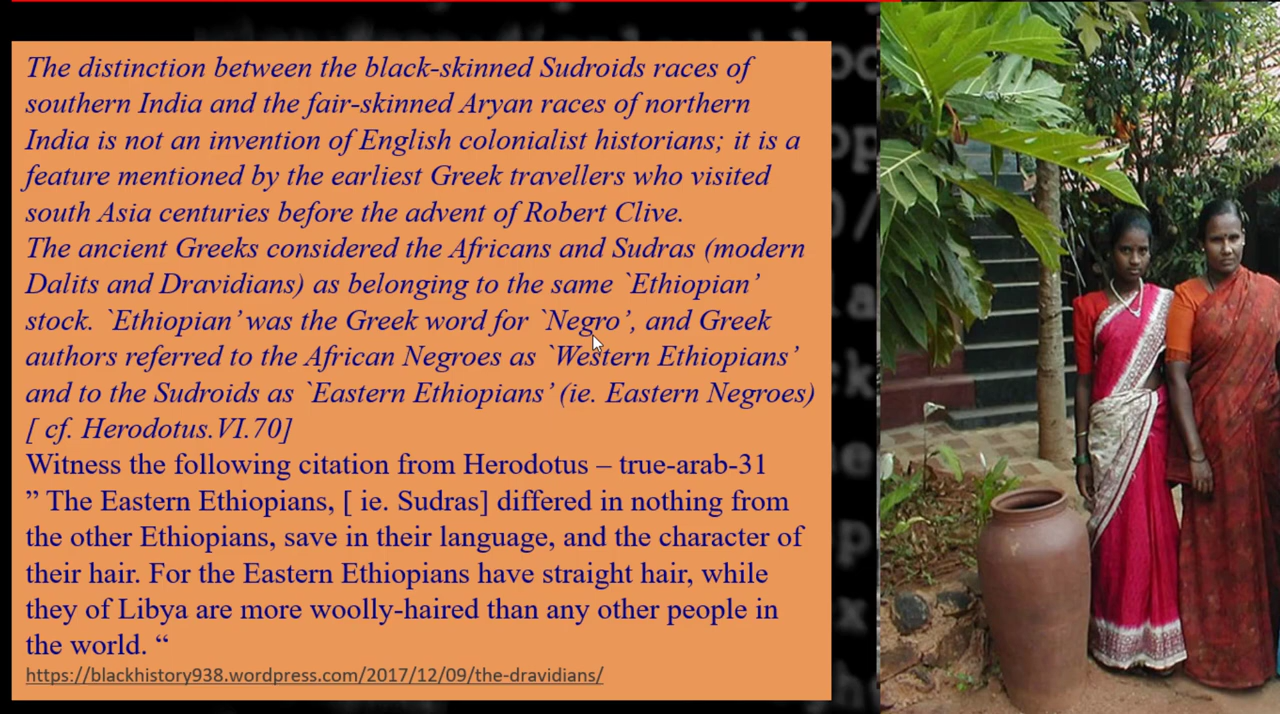 The distinction between the black-skinned Sudroids races of
southern India and the fair-skinned Aryan races of northern
India is not an invention of English colonialist historians; it is a
feature mentioned by the earliest Greek travellers who visited
south Asia centuries before the advent of Robert Clive.
The ancient Greeks considered the Africans and Sudras (modern
Dalits and Dravidians) as belonging to the same `Ethiopian’
stock. `Ethiopian’ was the Greek word for `Negro’, and Greek
authors referred to the African Negroes as `Western Ethiopians’
and to the Sudroids as `Eastern Ethiopians’ (ie. Eastern Negroes)
[ cf. Herodotus.VI.70]
Witness the following citation from Herodotus – true-arab-31
” The Eastern Ethiopians, [ ie. Sudras] differed in nothing from
the other Ethiopians, save in their language, and the character of
their hair. For the Eastern Ethiopians have straight hair, while
they of Libya are more woolly-haired than any other people in
the world. “
https://blackhistory938.wordpress.com/2017/12/09/the-dravidians/